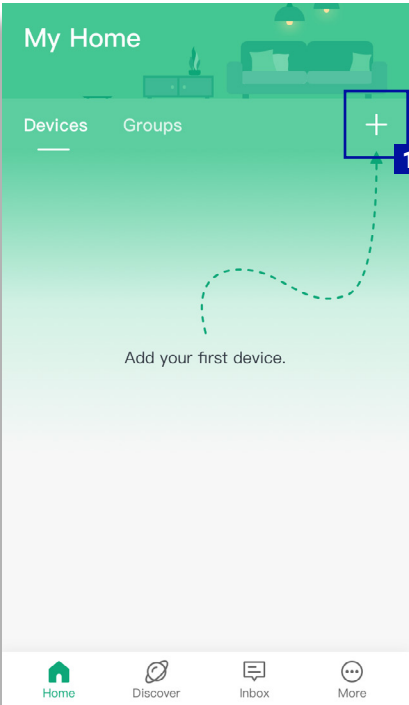 My Home
Devices Groups
1
Add your first device.
Home Discover Inbox More